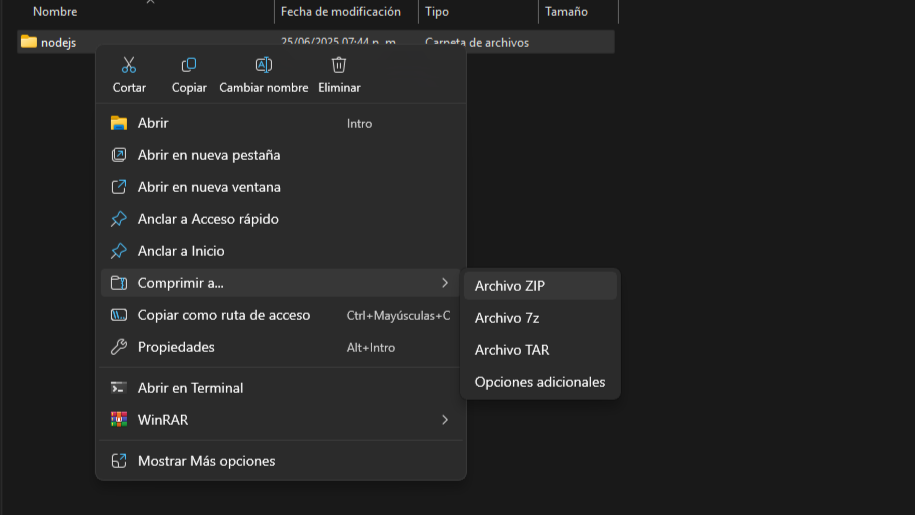 Nombre Fecha de modificación Tipo Tamaño
nodejs 25/06/2025 07:44 p. m. Carpeta de archivos
Cortar Copiar Cambiar nombre Eliminar
Abrir Intro
Abrir en nueva pestaña
Abrir en nueva ventana
Anclar a Acceso rápido
Anclar a Inicio
Comprimir a...
Archivo ZIP
Copiar como ruta de acceso Ctrl+Mayúsculas+C
Archivo 7z
Propiedades Alt+Intro
Archivo TAR
Opciones adicionales
Abrir en Terminal
WinRAR
Mostrar Más opciones